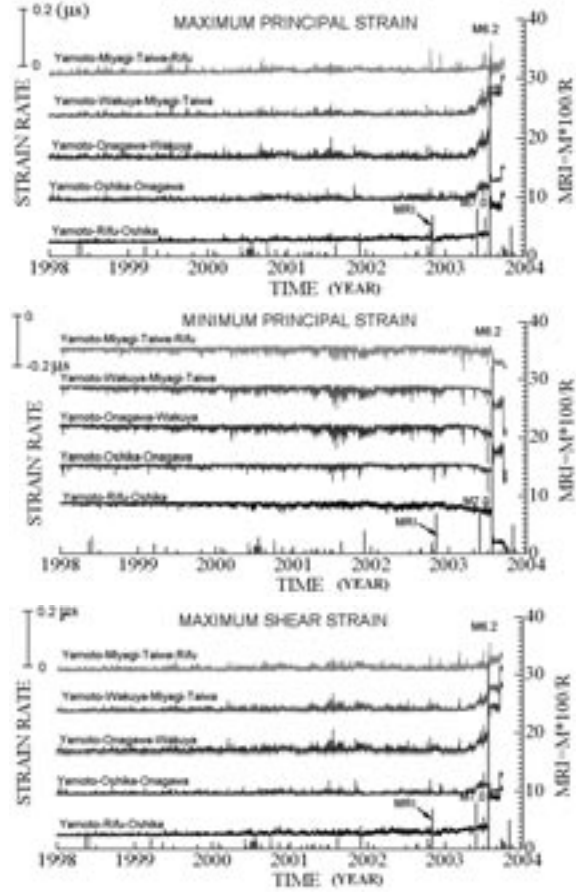 0.2 (µs)
MAXIMUM PRINCIPAL STRAIN
M6.2
40
0
Yamoto-Miyagi-Taiwa-Rifu
30
Yamoto-Wakuya-Miyagi-Taiwa
STRAIN RATE
Yamoto-Onagawa-Wakuya
20
MRI=M*100/R
Yamoto-Oshika-Onagawa
10
MRI
M7.0
Yamoto-Rifu-Oshika
0
1998 1999 2000 2001 2002 2003 2004
TIME (YEAR)
0
MINIMUM PRINCIPAL STRAIN
40
M6.2
Yamoto-Miyagi-Taiwa-Rifu
-0.2 µs
Yamoto-Wakuya-Miyagi-Taiwa
30
STRAIN RATE
Yamoto-Onagawa-Wakuya
20
MRI=M*100/R
Yamoto-Oshika-Onagawa
Yamoto-Rifu-Oshika
M7.0
10
MRI
0
1998 1999 2000 2001 2002 2003 2004
TIME (YEAR)
0.2 µs
MAXIMUM SHEAR STRAIN
40
M6.2
Yamoto-Miyagi-Taiwa-Rifu
0
30
Yamoto-Wakuya-Miyagi-Taiwa
STRAIN RATE
Yamoto-Onagawa-Wakuya
20
MRI=M*100/R
Yamoto-Oshika-Onagawa
10
MRI
M7.0
Yamoto-Rifu-Oshika
0
1998 1999 2000 2001 2002 2003 2004
TIME (YEAR)